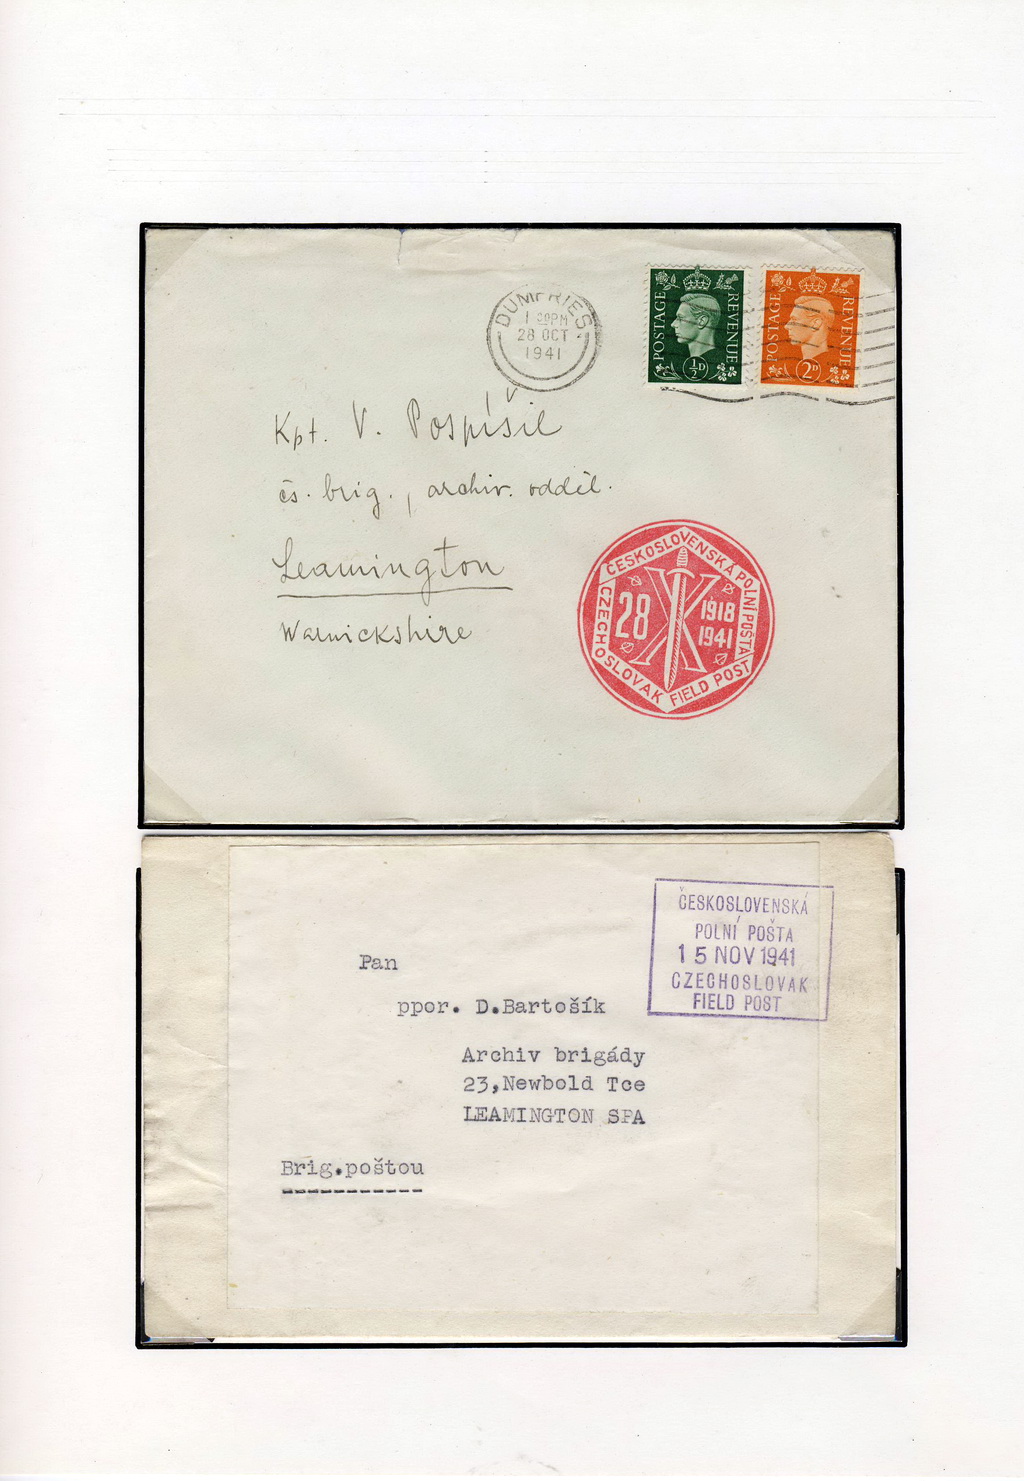 DUMFRIES
1 20PM
28 OCT
1941
POSTAGE REVENUE
½D
POSTAGE REVENUE
2D
Kpt. V. Pospíšil
čs. brig., archiv. odděl.
Leamington
Warwickshire
ČESKOSLOVENSKÁ POLNÍ POŠTA
28 X 1918
1941
CZECHOSLOVAK FIELD POST
ČESKOSLOVENSKÁ
POLNÍ POŠTA
15 NOV 1941
CZECHOSLOVAK
FIELD POST
Pan
ppor. D.Bartošík
Archiv brigády
23,Newbold Tce
LEAMINGTON SPA
Brig.poštou